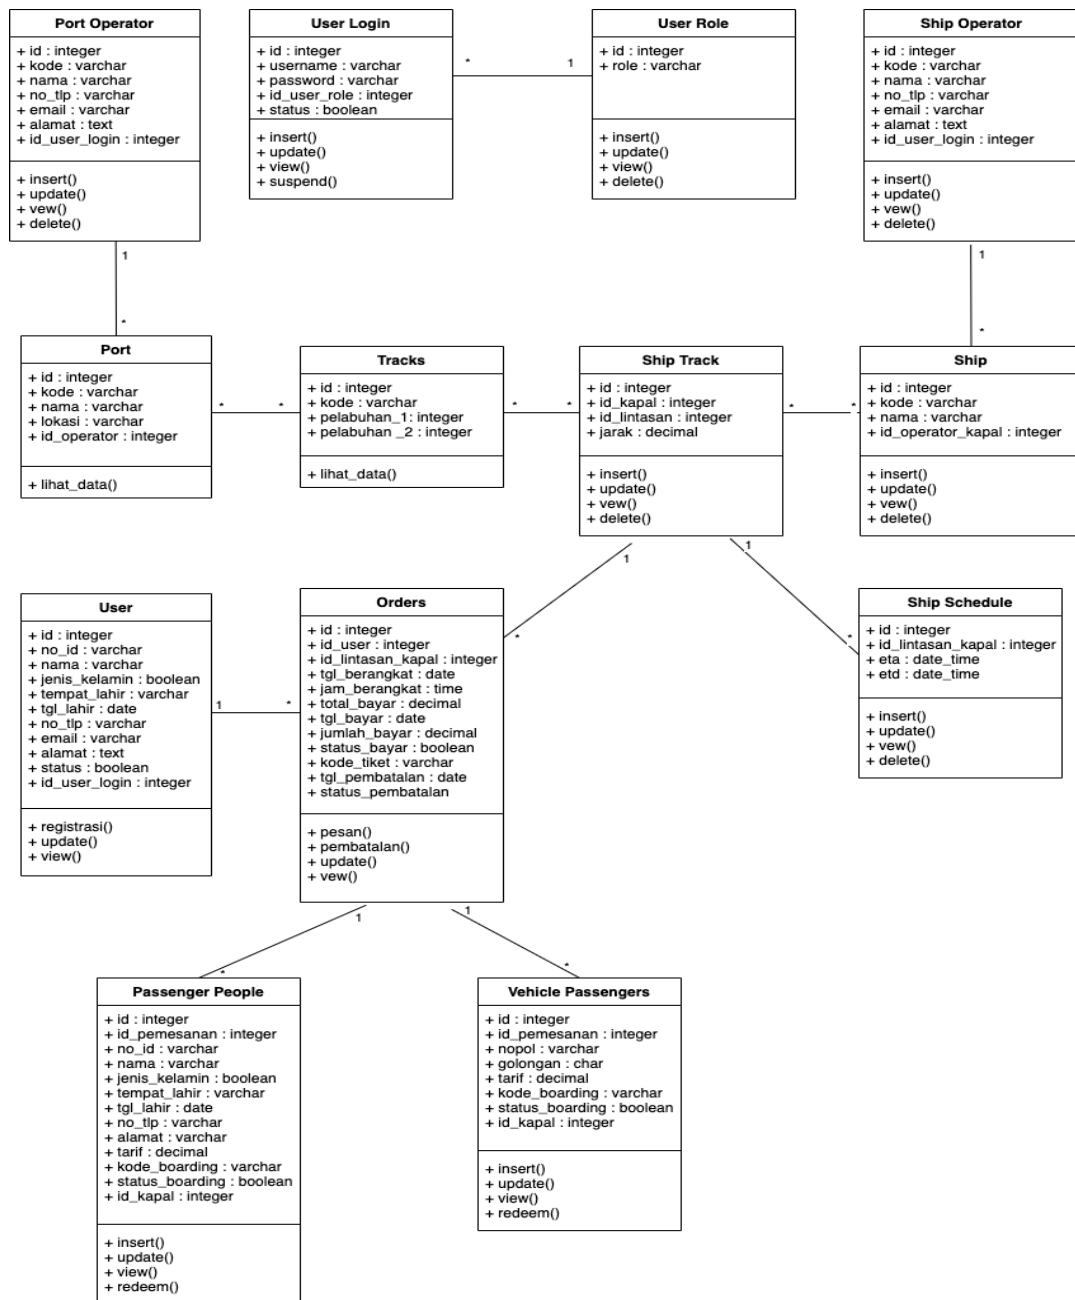 Port Operator
+ id : integer
+ kode : varchar
+ nama : varchar
+ no_tlp : varchar
+ email : varchar
+ alamat : text
+ id_user_login : integer
+ insert()
+ update()
+ vew()
+ delete()
User Login
+ id : integer
+ username : varchar
+ password : varchar
+ id_user_role : integer
+ status : boolean
+ insert()
+ update()
+ view()
+ suspend()
*
1
User Role
+ id : integer
+ role : varchar
+ insert()
+ update()
+ view()
+ delete()
Ship Operator
+ id : integer
+ kode : varchar
+ nama : varchar
+ no_tlp : varchar
+ email : varchar
+ alamat : text
+ id_user_login : integer
+ insert()
+ update()
+ vew()
+ delete()
1
*
1
*
Port
+ id : integer
+ kode : varchar
+ nama : varchar
+ lokasi : varchar
+ id_operator : integer
+ lihat_data()
*
*
Tracks
+ id : integer
+ kode : varchar
+ pelabuhan_1: integer
+ pelabuhan _2 : integer
+ lihat_data()
*
*
Ship Track
+ id : integer
+ id_kapal : integer
+ id_lintasan : integer
+ jarak : decimal
+ insert()
+ update()
+ vew()
+ delete()
*
*
Ship
+ id : integer
+ kode : varchar
+ nama : varchar
+ id_operator_kapal : integer
+ insert()
+ update()
+ vew()
+ delete()
1
*
1
*
User
+ id : integer
+ no_id : varchar
+ nama : varchar
+ jenis_kelamin : boolean
+ tempat_lahir : varchar
+ tgl_lahir : date
+ no_tlp : varchar
+ email : varchar
+ alamat : text
+ status : boolean
+ id_user_login : integer
+ registrasi()
+ update()
+ view()
1
*
Orders
+ id : integer
+ id_user : integer
+ id_lintasan_kapal : integer
+ tgl_berangkat : date
+ jam_berangkat : time
+ total_bayar : decimal
+ tgl_bayar : date
+ jumlah_bayar : decimal
+ status_bayar : boolean
+ kode_tiket : varchar
+ tgl_pembatalan : date
+ status_pembatalan
+ pesan()
+ pembatalan()
+ update()
+ vew()
Ship Schedule
+ id : integer
+ id_lintasan_kapal : integer
+ eta : date_time
+ etd : date_time
+ insert()
+ update()
+ vew()
+ delete()
1
*
1
*
Passenger People
+ id : integer
+ id_pemesanan : integer
+ no_id : varchar
+ nama : varchar
+ jenis_kelamin : boolean
+ tempat_lahir : varchar
+ tgl_lahir : date
+ no_tlp : varchar
+ alamat : varchar
+ tarif : decimal
+ kode_boarding : varchar
+ status_boarding : boolean
+ id_kapal : integer
+ insert()
+ update()
+ view()
+ redeem()
Vehicle Passengers
+ id : integer
+ id_pemesanan : integer
+ nopol : varchar
+ golongan : char
+ tarif : decimal
+ kode_boarding : varchar
+ status_boarding : boolean
+ id_kapal : integer
+ insert()
+ update()
+ view()
+ redeem()